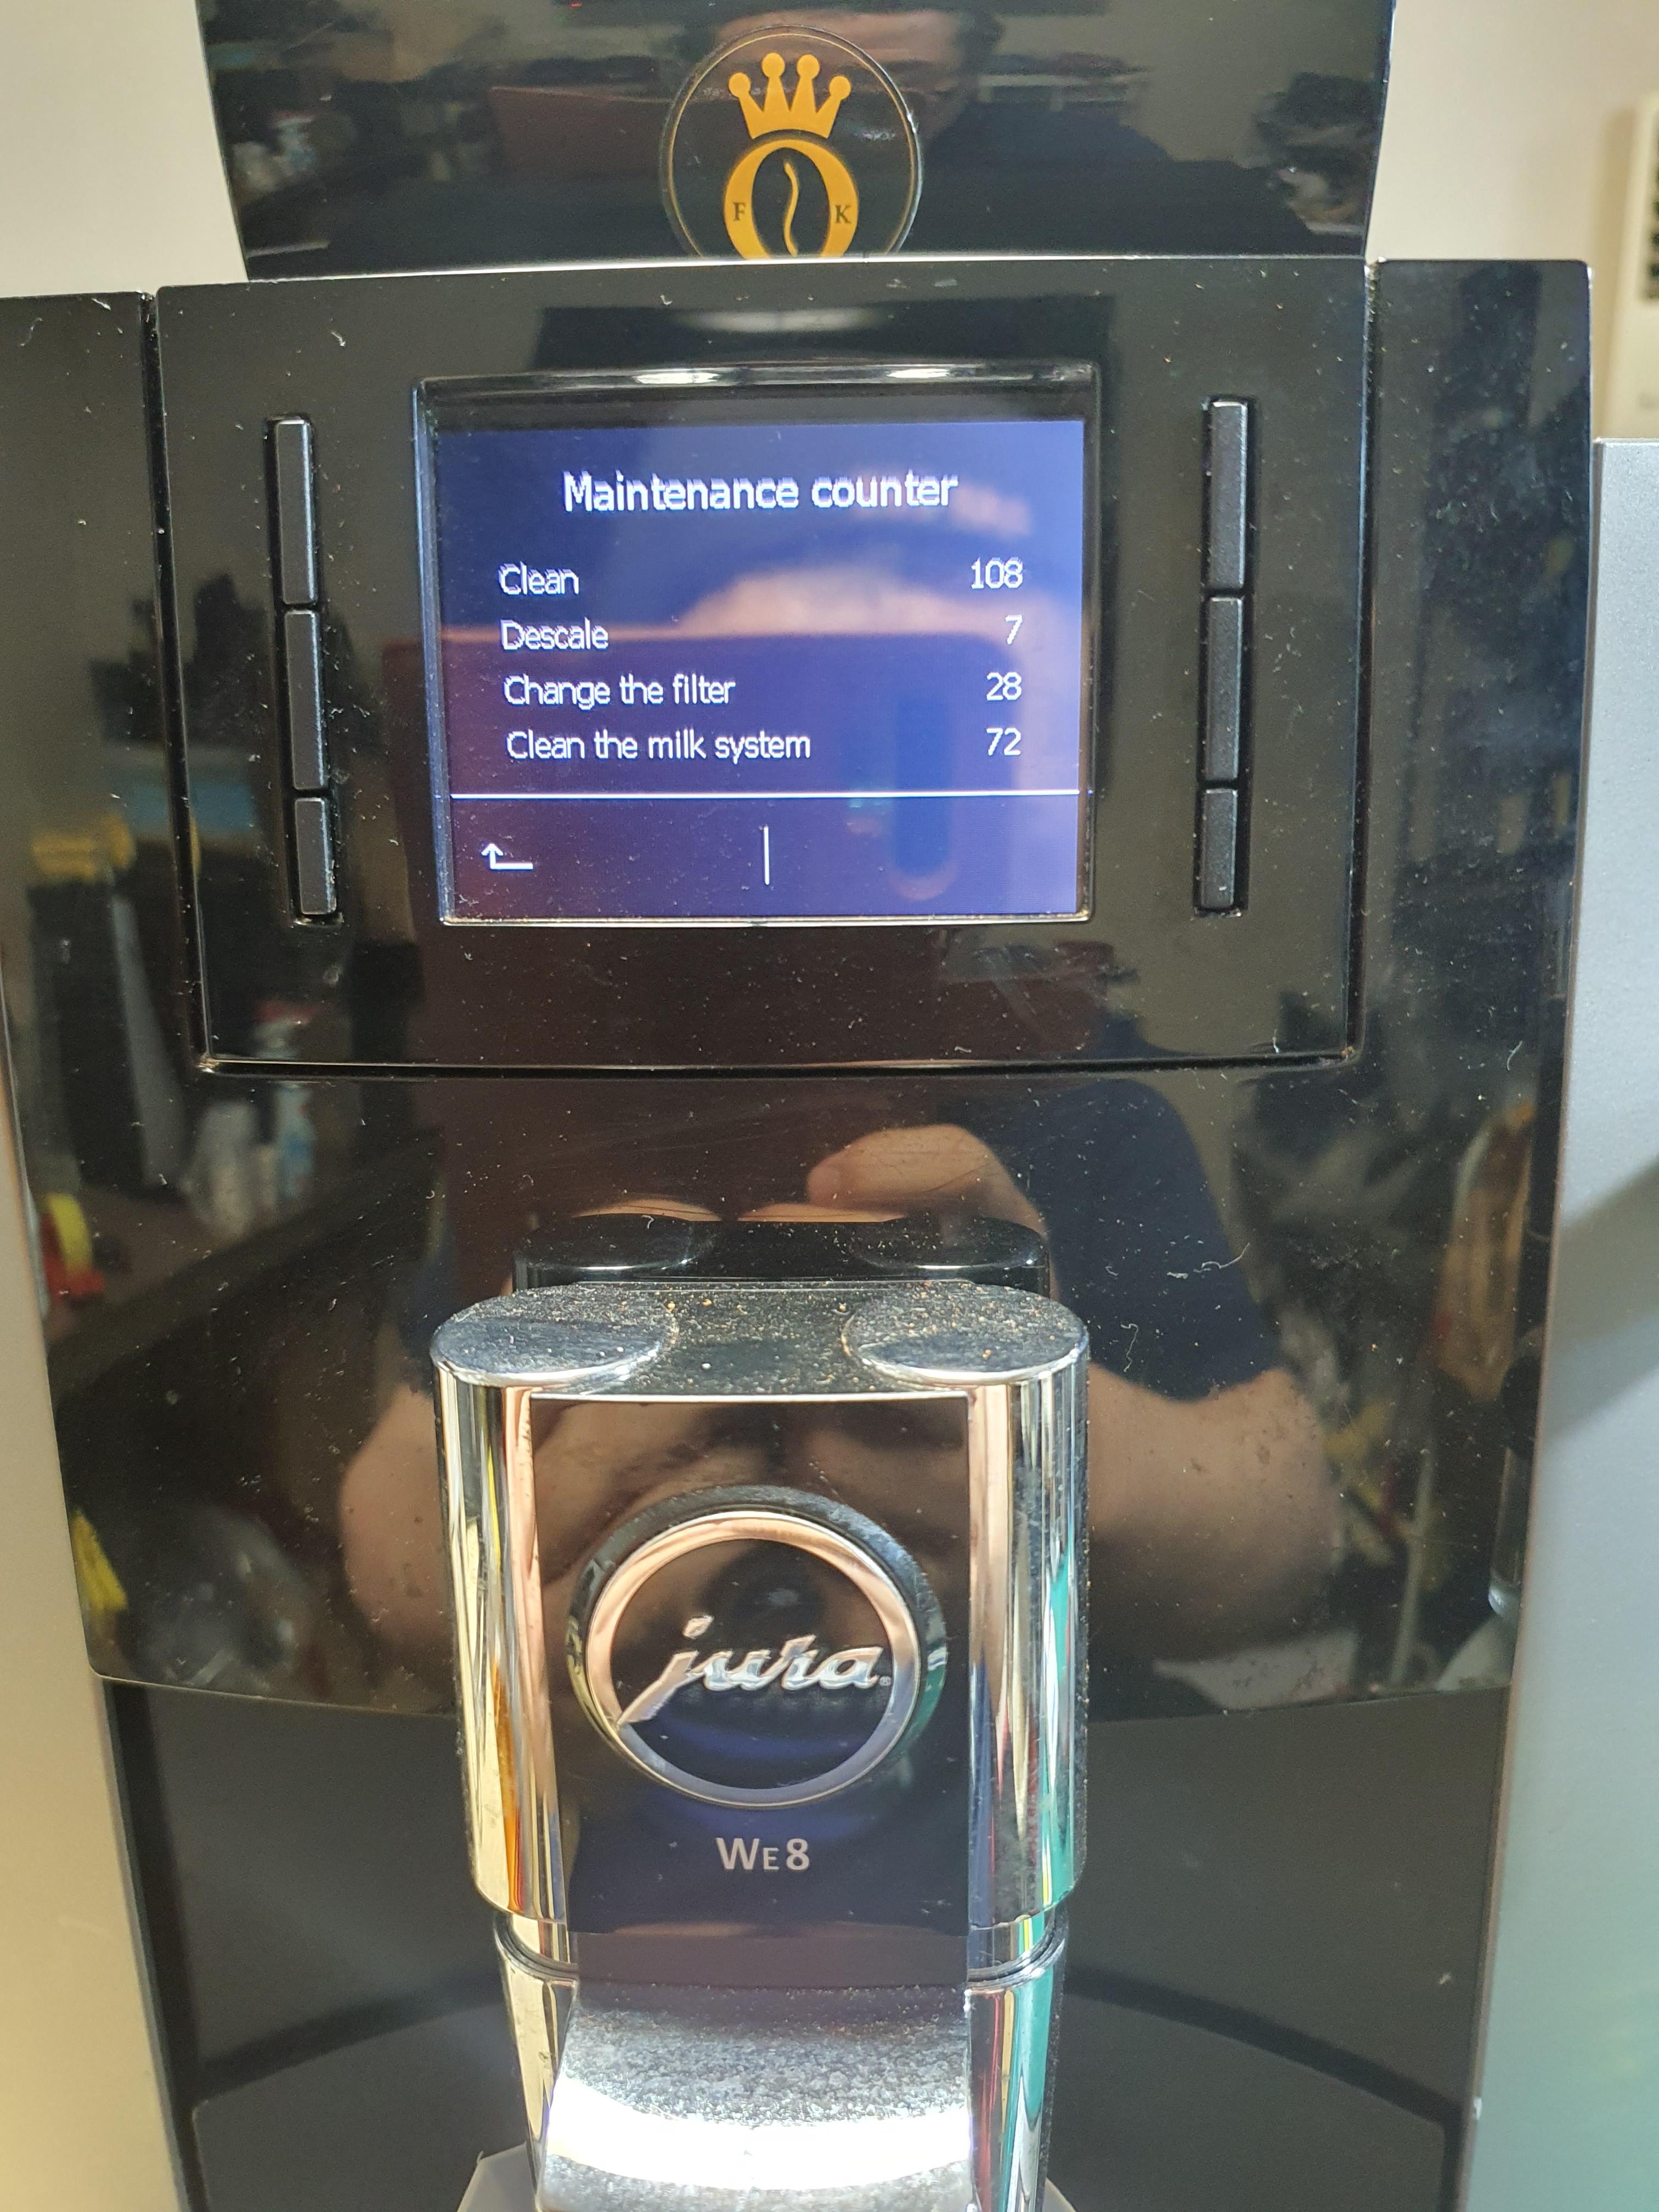 F K
Maintenance counter
Clean 108
Descale 7
Change the filter 28
Clean the milk system 72
jura
WE8